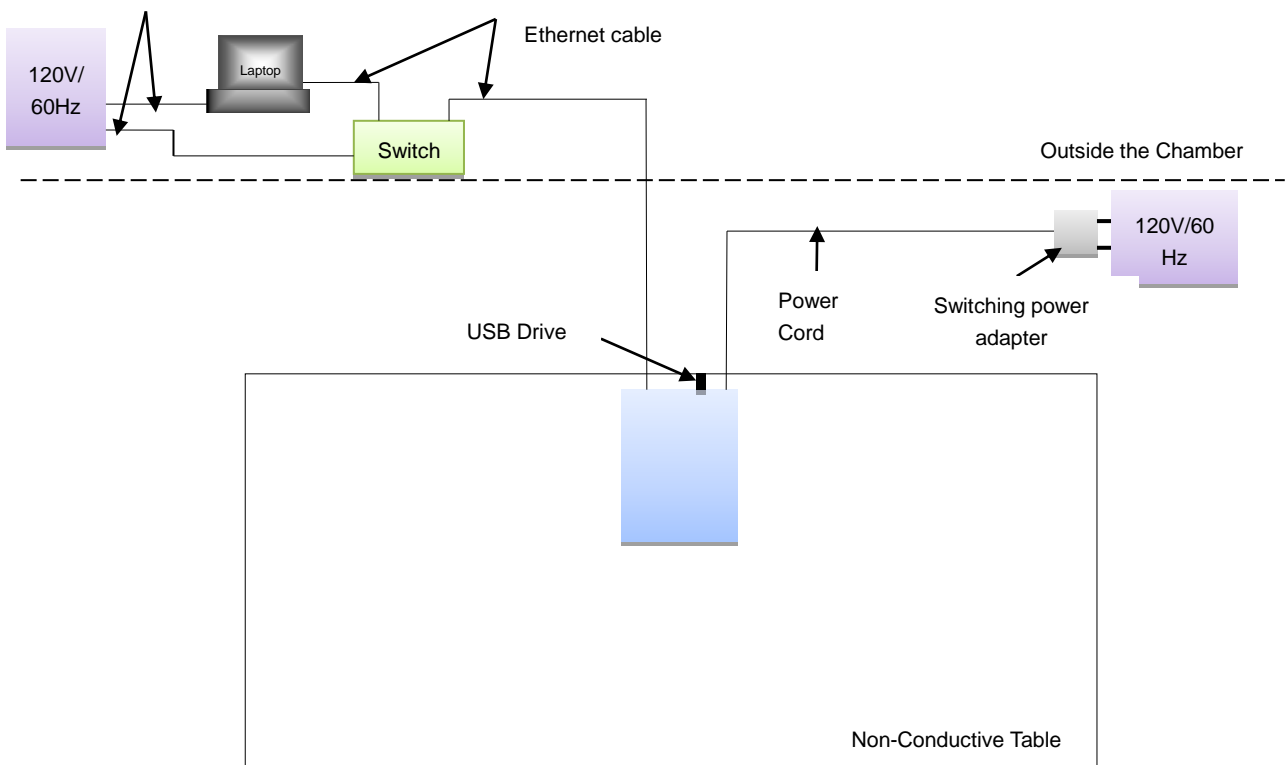 Ethernet cable
Laptop
120V/
60Hz
Switch
Outside the Chamber
120V/60
Hz
Power
Cord
Switching power
adapter
USB Drive
Non-Conductive Table